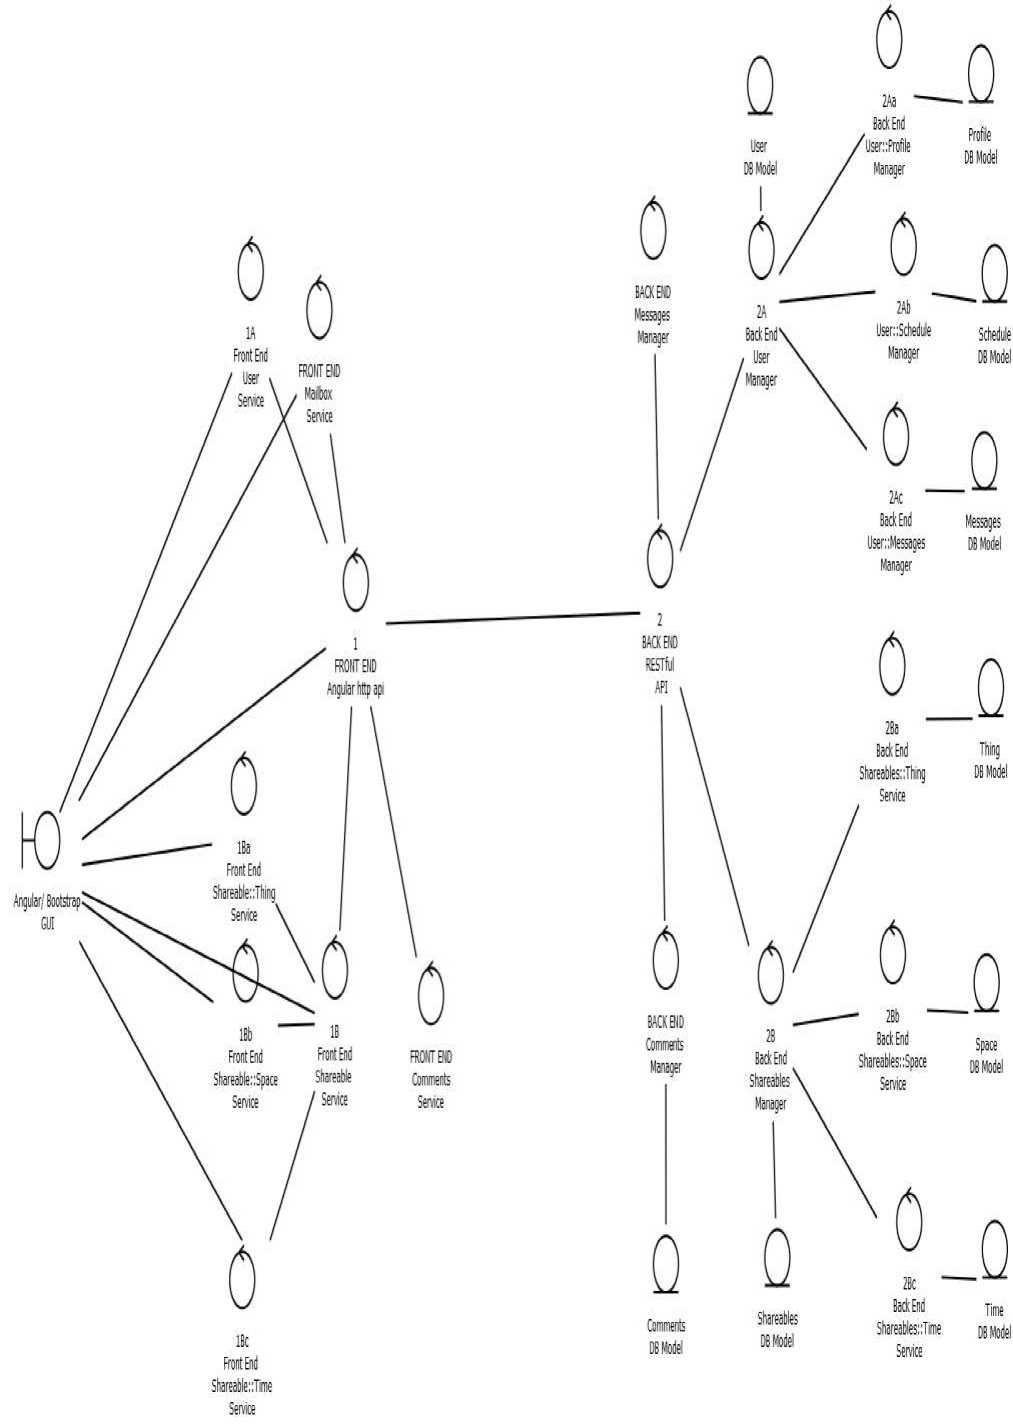 2Aa
Back End
User::Profile
Manager
Profile
DB Model
User
DB Model
BACK END
Messages
Manager
2A
Back End
User
Manager
2Ab
User::Schedule
Manager
Schedule
DB Model
1A
Front End
User
Service
FRONT END
Mailbox
Service
2Ac
Back End
User::Messages
Manager
Messages
DB Model
1
FRONT END
Angular http api
2
BACK END
RESTful
API
2Ba
Back End
Shareables::Thing
Service
Thing
DB Model
Angular/ Bootstrap
GUI
1Ba
Front End
Shareable::Thing
Service
1Bb
Front End
Shareable::Space
Service
1B
Front End
Shareable
Service
FRONT END
Comments
Service
BACK END
Comments
Manager
2B
Back End
Shareables
Manager
2Bb
Back End
Shareables::Space
Service
Space
DB Model
1Bc
Front End
Shareable::Time
Service
Comments
DB Model
Shareables
DB Model
2Bc
Back End
Shareables::Time
Service
Time
DB Model